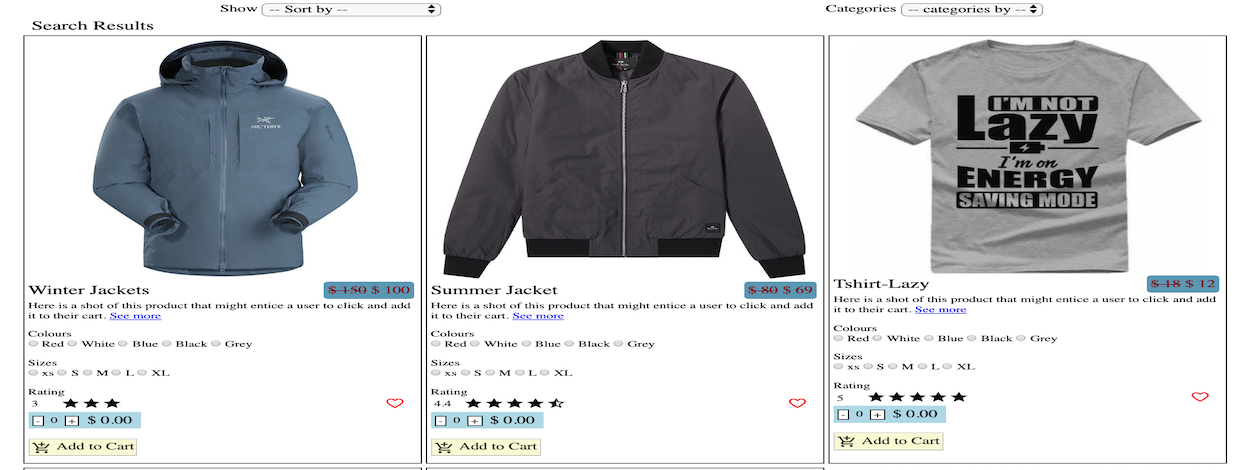 Show -- Sort by --
Categories -- categories by --
Search Results
ARC'TERYX
I'M NOT
Lazy
I'm on
ENERGY
SAVING MODE
Winter Jackets $ 150 $ 100
Here is a shot of this product that might entice a user to click and add
it to their cart. See more
Colours
Red White Blue Black Grey
Sizes
xs S M L XL
Rating
3
- 0 + $ 0.00
Add to Cart
Summer Jacket $ 80 $ 69
Here is a shot of this product that might entice a user to click and add
it to their cart. See more
Colours
Red White Blue Black Grey
Sizes
xs S M L XL
Rating
4.4
- 0 + $ 0.00
Add to Cart
Tshirt-Lazy $ 18 $ 12
Here is a shot of this product that might entice a user to click and add
it to their cart. See more
Colours
Red White Blue Black Grey
Sizes
xs S M L XL
Rating
5
- 0 + $ 0.00
Add to Cart